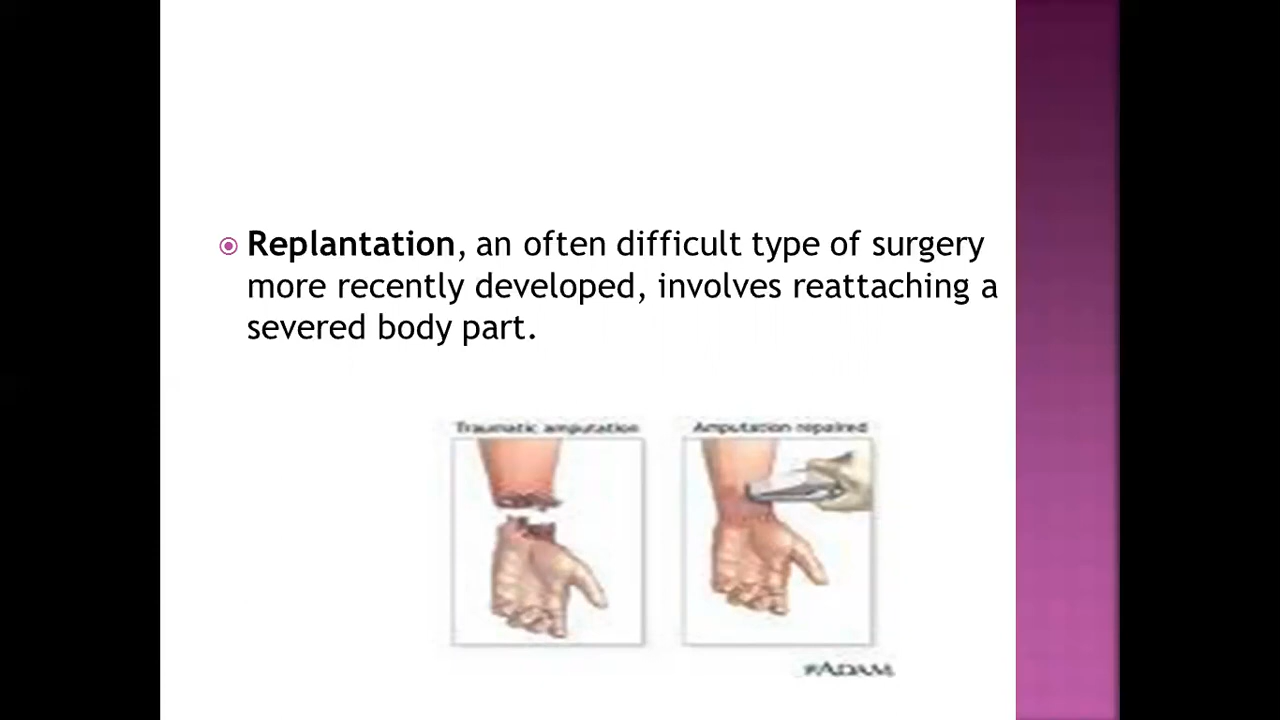 Replantation, an often difficult type of surgery
more recently developed, involves reattaching a
severed body part.
Traumatic amputation
Amputation repaired
ADAM